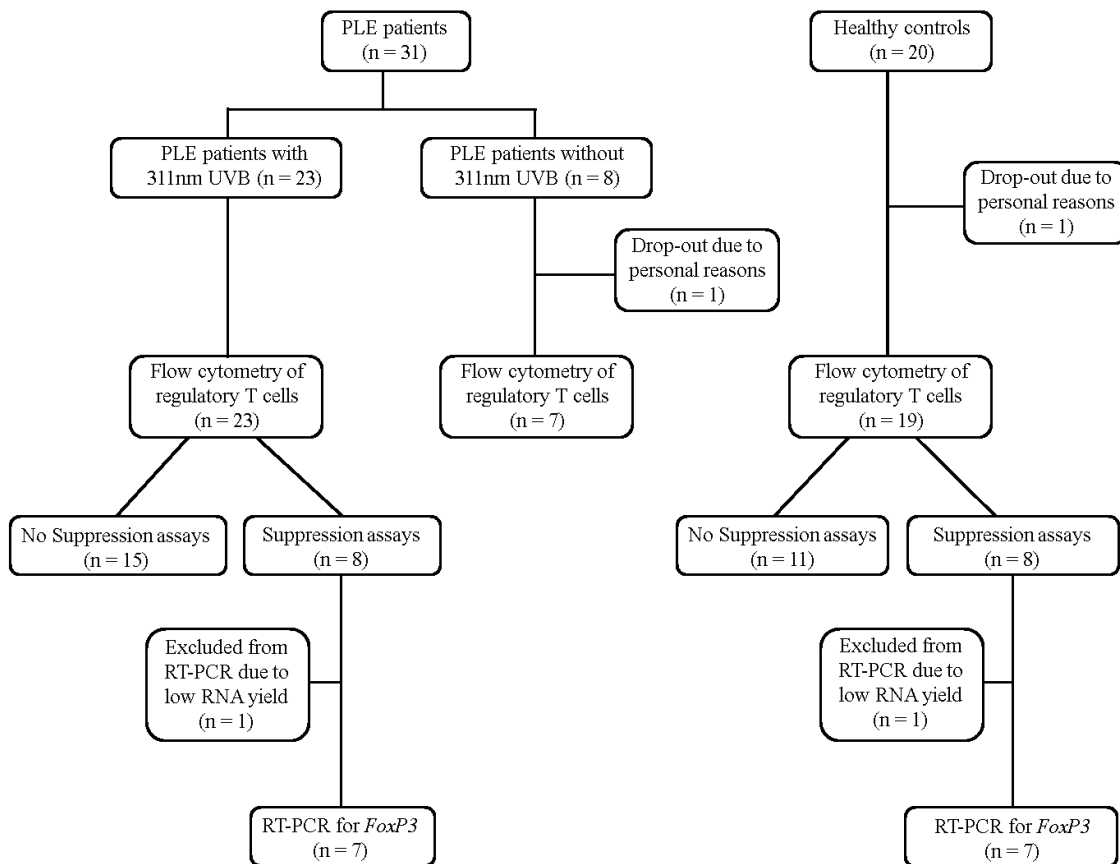 PLE patients
(n = 31)
Healthy controls
(n = 20)
PLE patients with
311nm UVB (n = 23)
PLE patients without
311nm UVB (n = 8)
Drop-out due to
personal reasons
(n = 1)
Drop-out due to
personal reasons
(n = 1)
Flow cytometry of
regulatory T cells
(n = 23)
Flow cytometry of
regulatory T cells
(n = 7)
Flow cytometry of
regulatory T cells
(n = 19)
No Suppression assays
(n = 15)
Suppression assays
(n = 8)
No Suppression assays
(n = 11)
Suppression assays
(n = 8)
Excluded from
RT-PCR due to
low RNA yield
(n = 1)
Excluded from
RT-PCR due to
low RNA yield
(n = 1)
RT-PCR for FoxP3
(n = 7)
RT-PCR for FoxP3
(n = 7)